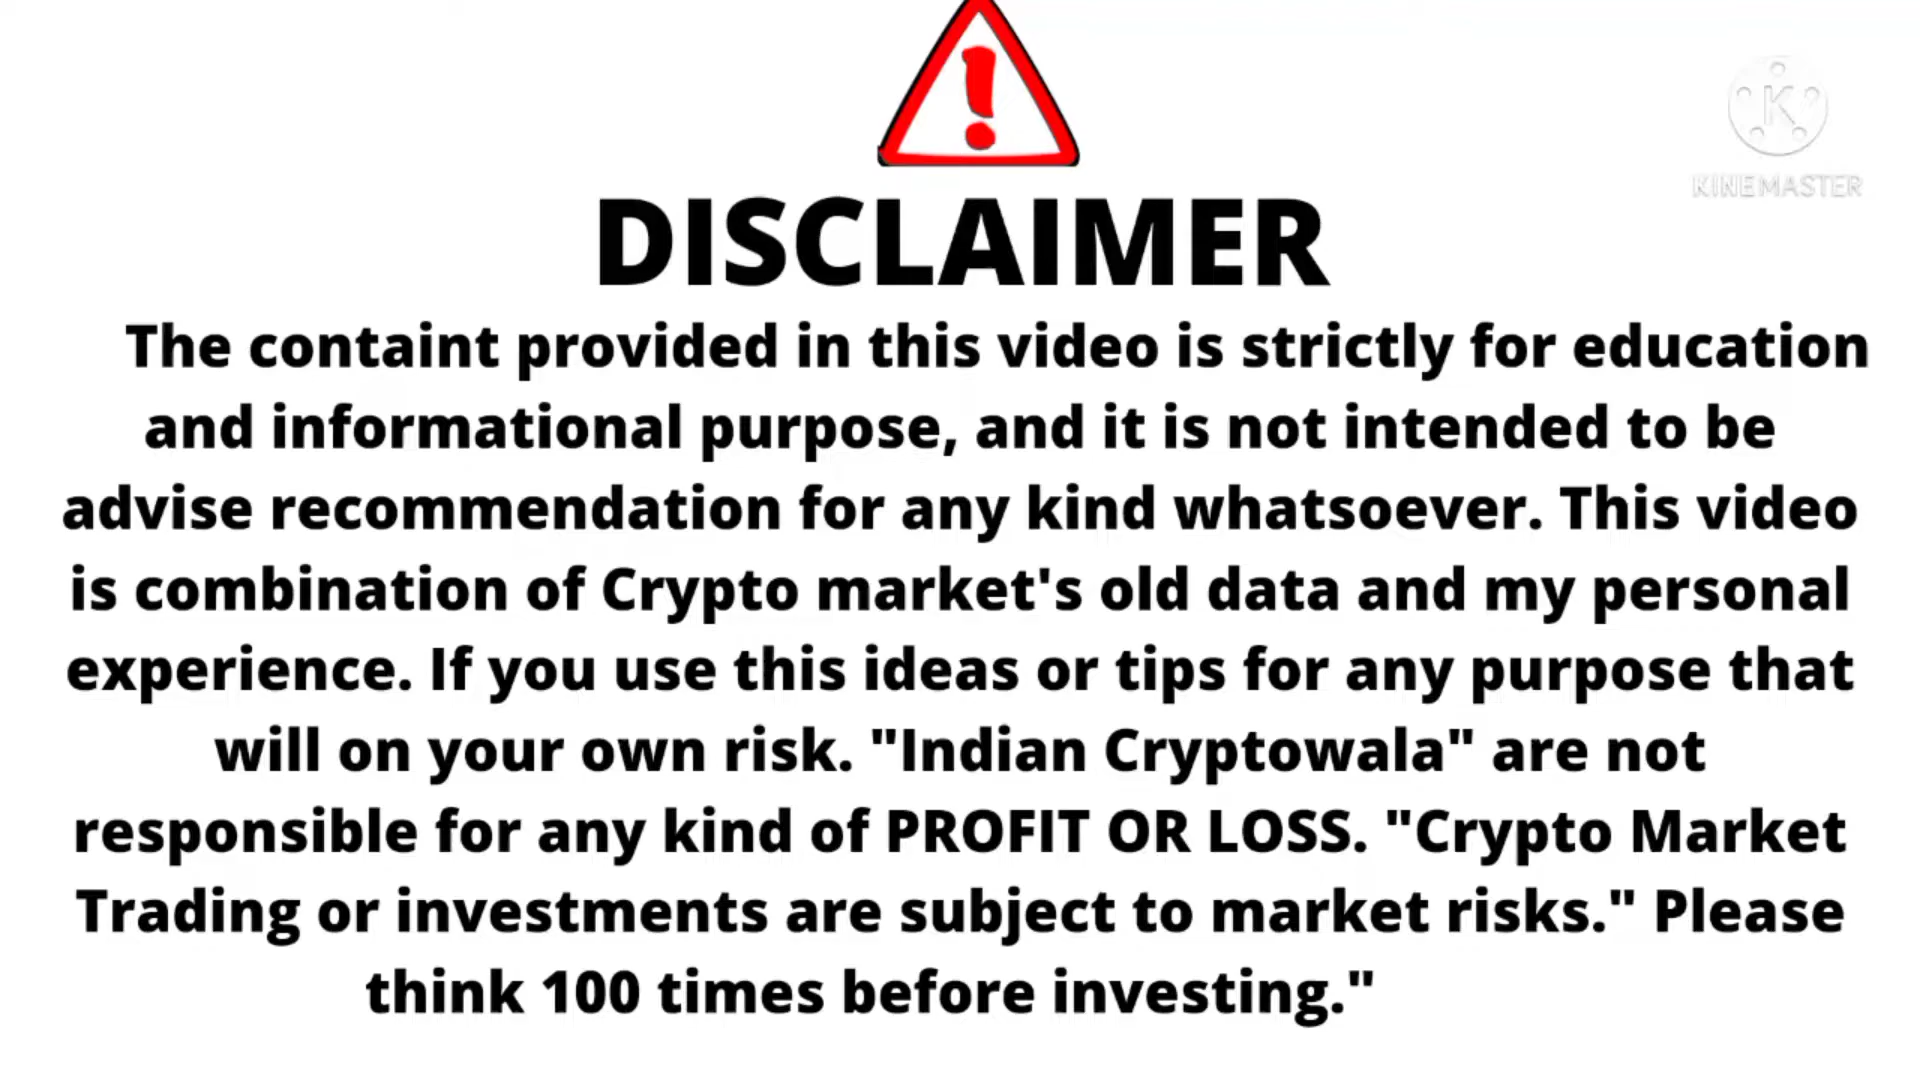 K
KINEMASTER
DISCLAIMER
The containt provided in this video is strictly for education
and informational purpose, and it is not intended to be
advise recommendation for any kind whatsoever. This video
is combination of Crypto market's old data and my personal
experience. If you use this ideas or tips for any purpose that
will on your own risk. "Indian Cryptowala" are not
responsible for any kind of PROFIT OR LOSS. "Crypto Market
Trading or investments are subject to market risks." Please
think 100 times before investing."